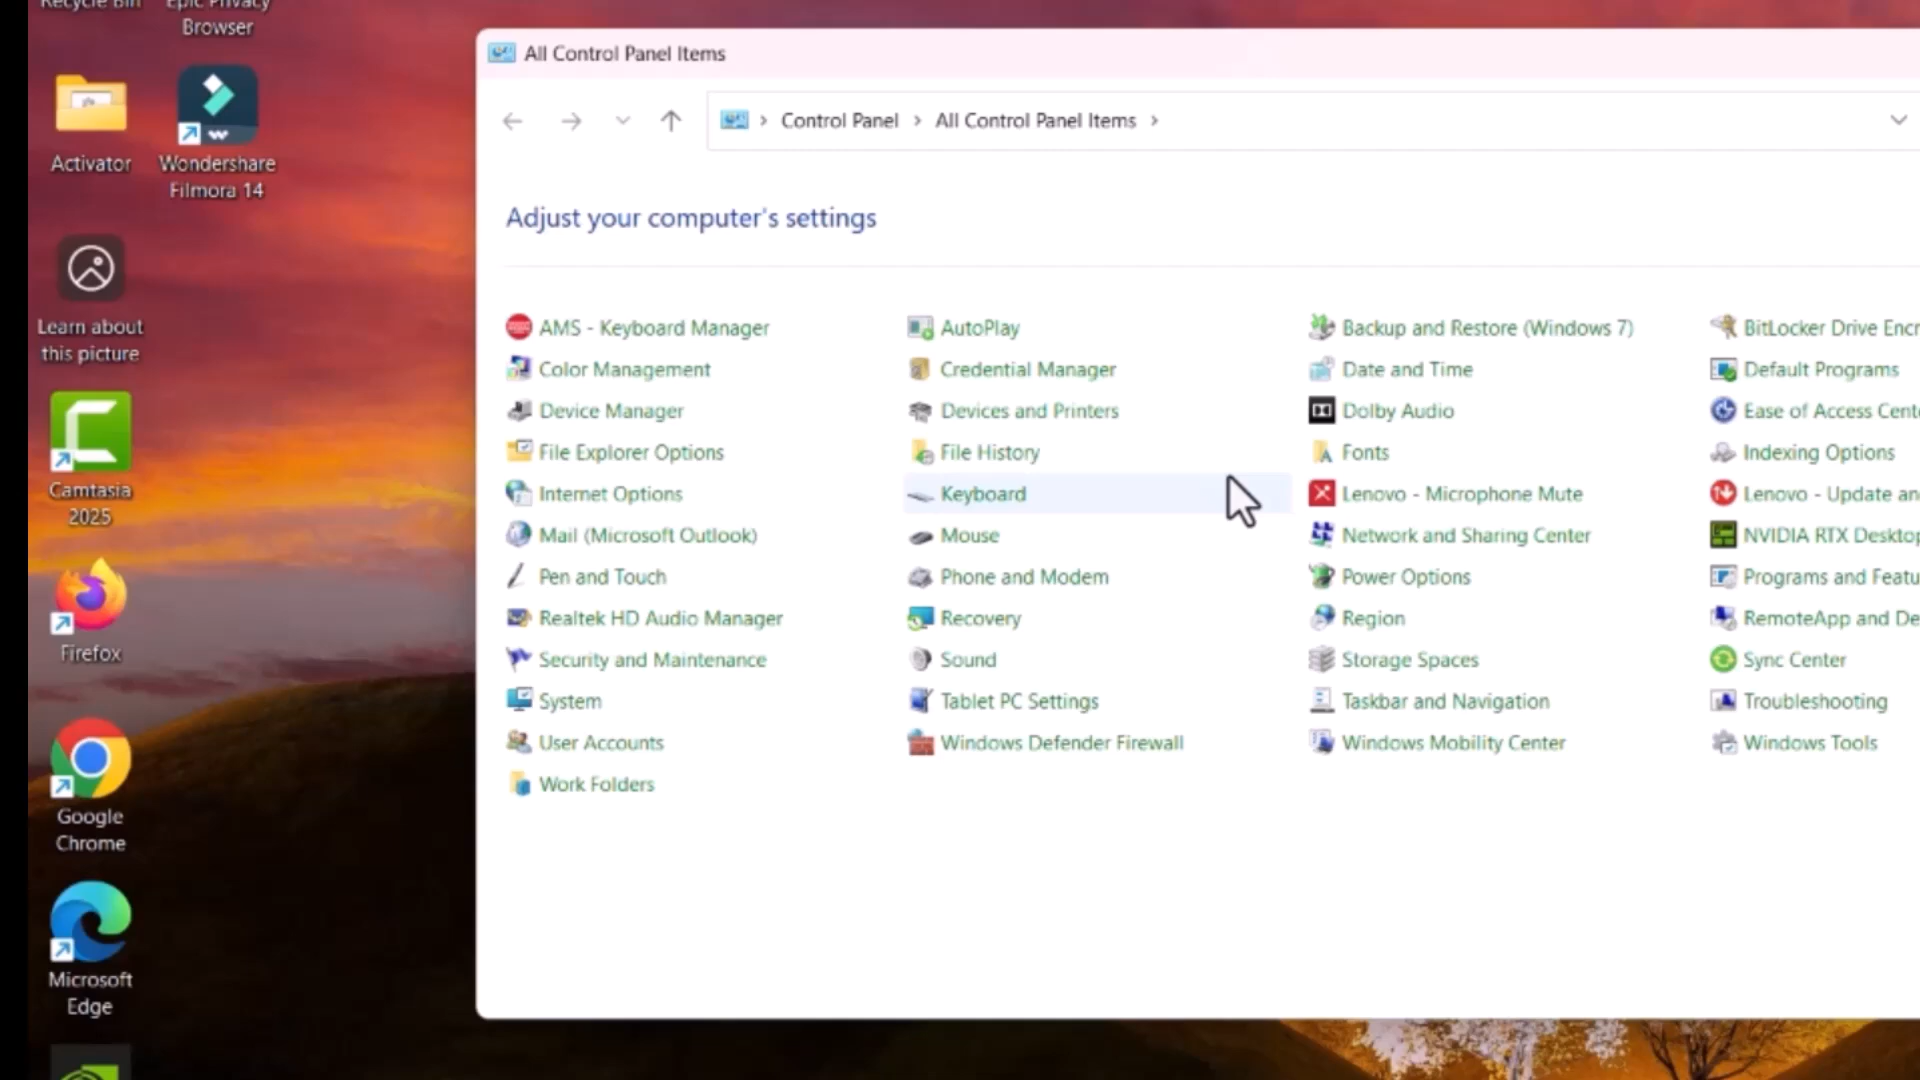 Recycle Bin
Epic Privacy
Browser
Activator
Wondershare
Filmora 14
Learn about
this picture
Camtasia
2025
Firefox
Google
Chrome
Microsoft
Edge
All Control Panel Items
Control Panel > All Control Panel Items >
Adjust your computer's settings
AMS - Keyboard Manager
AutoPlay
Backup and Restore (Windows 7)
BitLocker Drive Encr
Color Management
Credential Manager
Date and Time
Default Programs
Device Manager
Devices and Printers
Dolby Audio
Ease of Access Cent
File Explorer Options
File History
Fonts
Indexing Options
Internet Options
Keyboard
Lenovo - Microphone Mute
Lenovo - Update an
Mail (Microsoft Outlook)
Mouse
Network and Sharing Center
NVIDIA RTX Desktop
Pen and Touch
Phone and Modem
Power Options
Programs and Featu
Realtek HD Audio Manager
Recovery
Region
RemoteApp and De
Security and Maintenance
Sound
Storage Spaces
Sync Center
System
Tablet PC Settings
Taskbar and Navigation
Troubleshooting
User Accounts
Windows Defender Firewall
Windows Mobility Center
Windows Tools
Work Folders